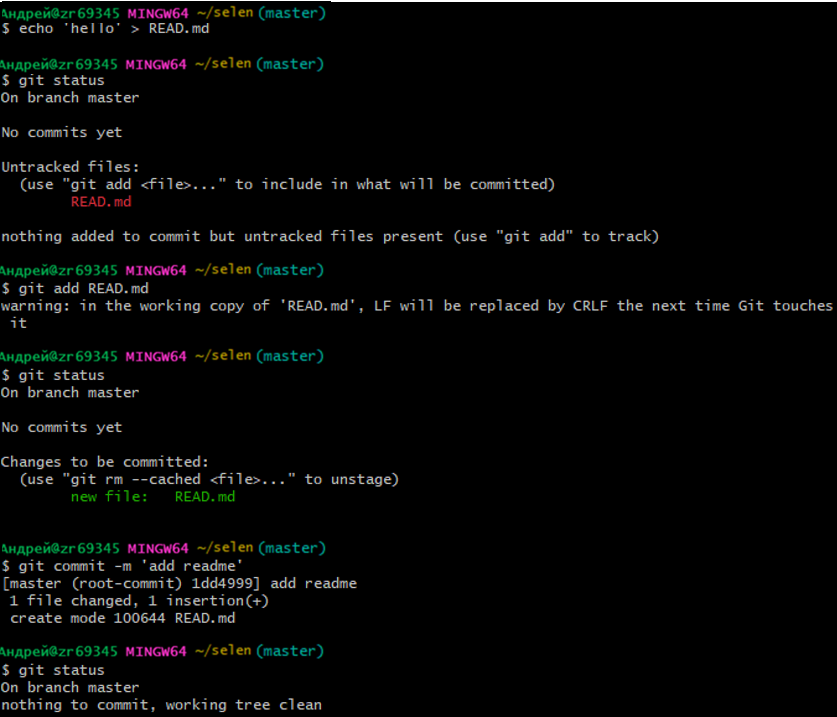 Андрей@zr69345 MINGW64 ~/selen (master)
$ echo 'hello' > READ.md
Андрей@zr69345 MINGW64 ~/selen (master)
$ git status
On branch master
No commits yet
Untracked files:
(use "git add <file>..." to include in what will be committed)
READ.md
nothing added to commit but untracked files present (use "git add" to track)
Андрей@zr69345 MINGW64 ~/selen (master)
$ git add READ.md
warning: in the working copy of 'READ.md', LF will be replaced by CRLF the next time Git touches
it
Андрей@zr69345 MINGW64 ~/selen (master)
$ git status
On branch master
No commits yet
Changes to be committed:
(use "git rm --cached <file>..." to unstage)
new file:   READ.md
Андрей@zr69345 MINGW64 ~/selen (master)
$ git commit -m 'add readme'
[master (root-commit) 1dd4999] add readme
1 file changed, 1 insertion(+)
create mode 100644 READ.md
Андрей@zr69345 MINGW64 ~/selen (master)
$ git status
On branch master
nothing to commit, working tree clean